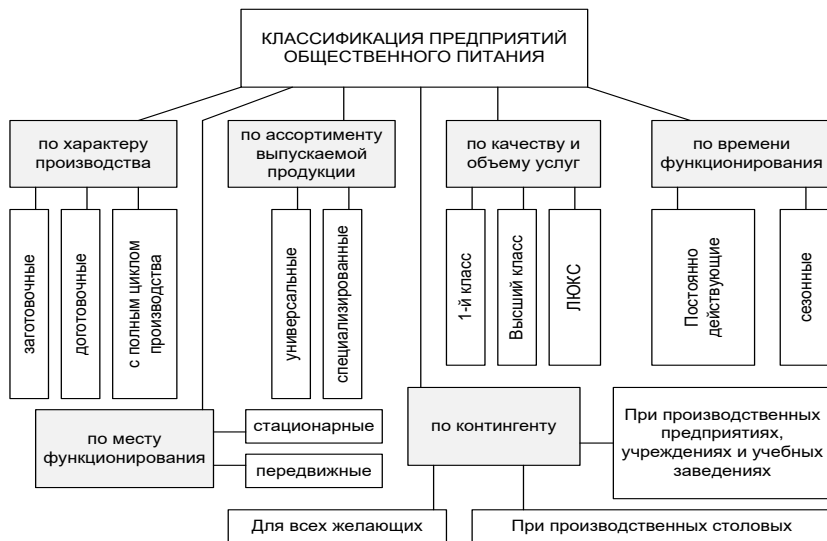 КЛАССИФИКАЦИЯ ПРЕДПРИЯТИЙ
ОБЩЕСТВЕННОГО ПИТАНИЯ
по характеру
производства
по ассортименту
выпускаемой
продукции
по качеству и
объему услуг
по времени
функционирования
заготовочные
доготовочные
с полным циклом
производства
универсальные
специализированные
1-й класс
Высший класс
ЛЮКС
Постоянно
действующие
сезонные
по месту
функционирования
стационарные
передвижные
по контингенту
При производственных
предприятиях,
учреждениях и учебных
заведениях
Для всех желающих
При производственных столовых